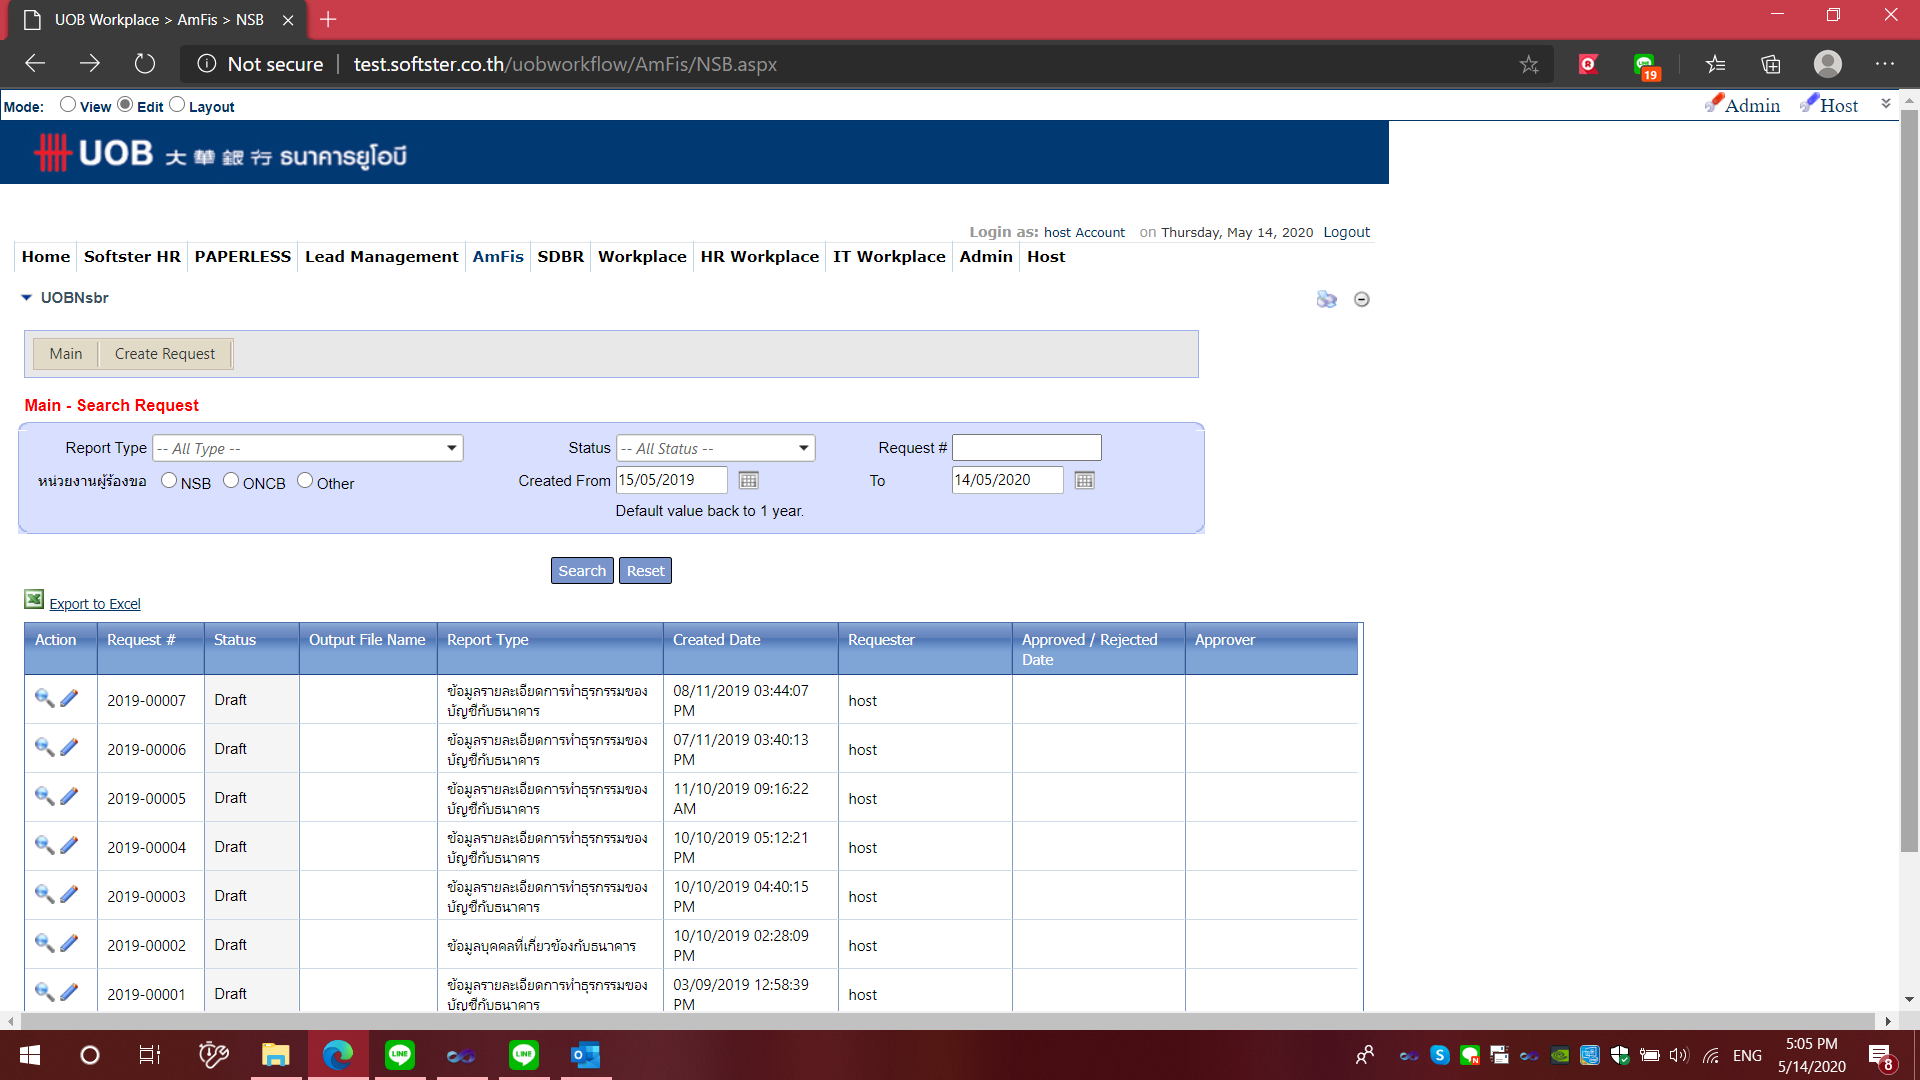 UOB Workplace > AmFis > NSB
Not secure | test.softster.co.th/uobworkflow/AmFis/NSB.aspx
19
Mode: View Edit Layout
Admin Host
UOB 大華銀行 ธนาคารยูโอบี
Login as: host Account on Thursday, May 14, 2020 Logout
Home Softster HR PAPERLESS Lead Management AmFis SDBR Workplace HR Workplace IT Workplace Admin Host
UOBNsbr
Main Create Request
Main - Search Request
Report Type -- All Type -- Status -- All Status -- Request #
หน่วยงานผู้ร้องขอ NSB ONCB Other Created From 15/05/2019 To 14/05/2020
Default value back to 1 year.
Search Reset
Export to Excel
Action Request # Status Output File Name Report Type Created Date Requester Approved / Rejected Date Approver
2019-00007 Draft ข้อมูลรายละเอียดการทำธุรกรรมของ 08/11/2019 03:44:07 host
บัญชีกับธนาคาร PM
2019-00006 Draft ข้อมูลรายละเอียดการทำธุรกรรมของ 07/11/2019 03:40:13 host
บัญชีกับธนาคาร PM
2019-00005 Draft ข้อมูลรายละเอียดการทำธุรกรรมของ 11/10/2019 09:16:22 host
บัญชีกับธนาคาร AM
2019-00004 Draft ข้อมูลรายละเอียดการทำธุรกรรมของ 10/10/2019 05:12:21 host
บัญชีกับธนาคาร PM
2019-00003 Draft ข้อมูลรายละเอียดการทำธุรกรรมของ 10/10/2019 04:40:15 host
บัญชีกับธนาคาร PM
2019-00002 Draft ข้อมูลบุคคลที่เกี่ยวข้องกับธนาคาร 10/10/2019 02:28:09 host
PM
2019-00001 Draft ข้อมูลรายละเอียดการทำธุรกรรมของ 03/09/2019 12:58:39 host
บัญชีกับธนาคาร PM
ENG
5:05 PM
5/14/2020
8